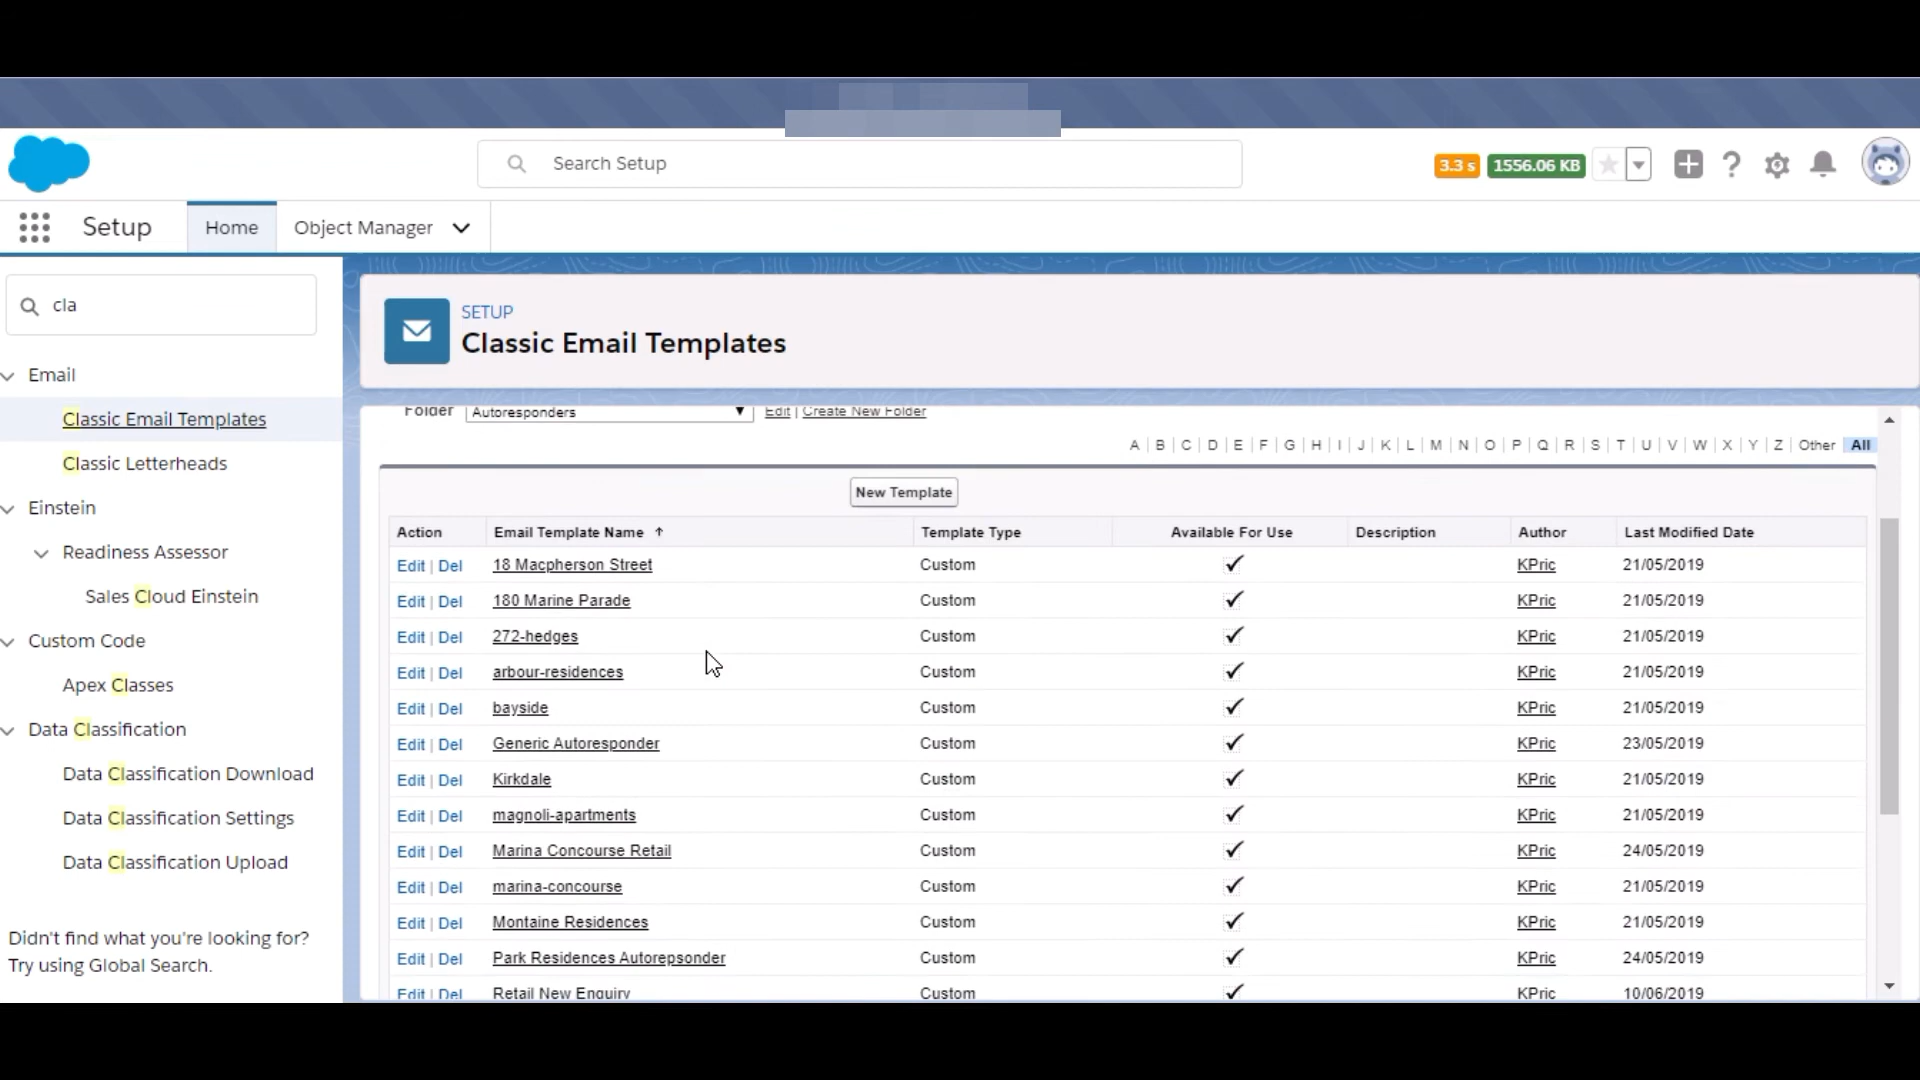 Search Setup
3.3 s 1556.06 KB
Setup Home Object Manager
cla
Email
Classic Email Templates
Classic Letterheads
Einstein
Readiness Assessor
Sales Cloud Einstein
Custom Code
Apex Classes
Data Classification
Data Classification Download
Data Classification Settings
Data Classification Upload
Didn't find what you're looking for?
Try using Global Search.
SETUP
Classic Email Templates
Folder Autoresponders Edit | Create New Folder
A | B | C | D | E | F | G | H | I | J | K | L | M | N | O | P | Q | R | S | T | U | V | W | X | Y | Z | Other All
New Template
Action Email Template Name ↑ Template Type Available For Use Description Author Last Modified Date
Edit | Del 18 Macpherson Street Custom ✓ KPric 21/05/2019
Edit | Del 180 Marine Parade Custom ✓ KPric 21/05/2019
Edit | Del 272-hedges Custom ✓ KPric 21/05/2019
Edit | Del arbour-residences Custom ✓ KPric 21/05/2019
Edit | Del bayside Custom ✓ KPric 21/05/2019
Edit | Del Generic Autoresponder Custom ✓ KPric 23/05/2019
Edit | Del Kirkdale Custom ✓ KPric 21/05/2019
Edit | Del magnoli-apartments Custom ✓ KPric 21/05/2019
Edit | Del Marina Concourse Retail Custom ✓ KPric 24/05/2019
Edit | Del marina-concourse Custom ✓ KPric 21/05/2019
Edit | Del Montaine Residences Custom ✓ KPric 21/05/2019
Edit | Del Park Residences Autorepsonder Custom ✓ KPric 24/05/2019
Edit | Del Retail New Enquiry Custom ✓ KPric 10/06/2019